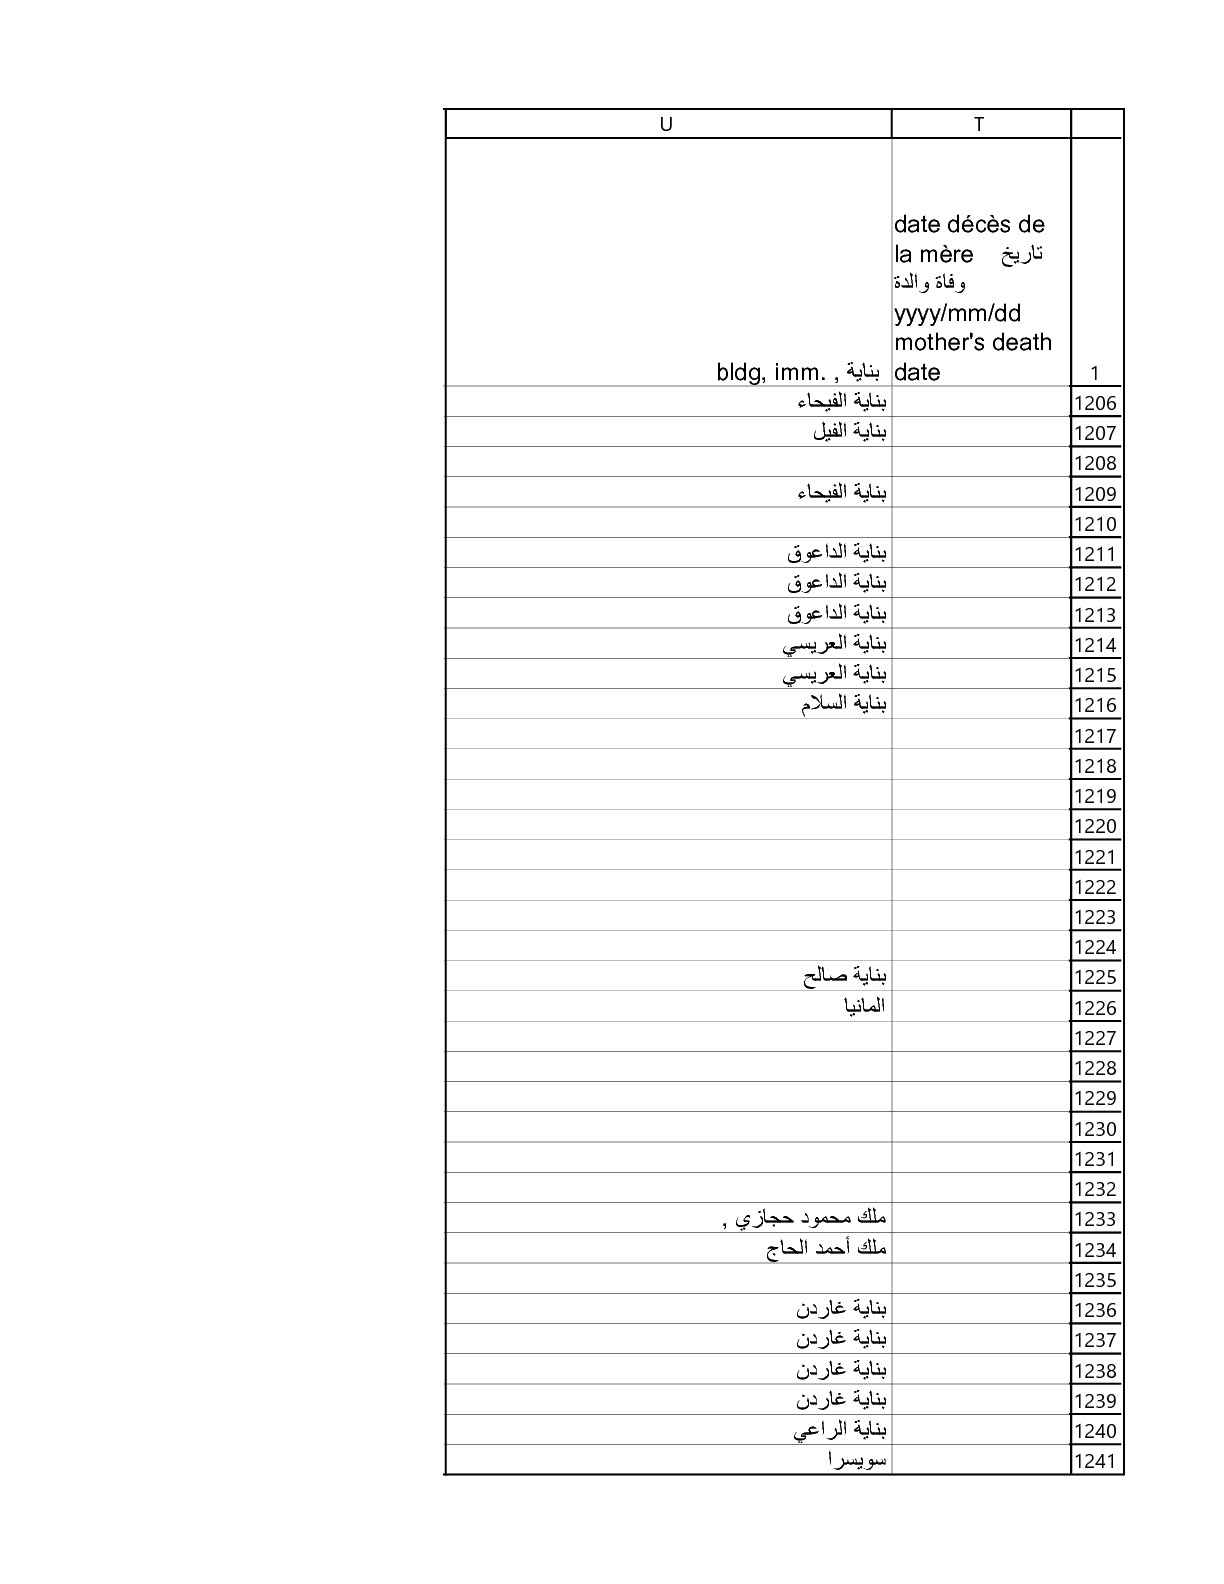 U T
date décès de
la mère تاريخ
وفاة والدة
yyyy/mm/dd
mother's death
bldg, imm. , بناية date 1
بناية الفيحاء 1206
بناية الفيل 1207
1208
بناية الفيحاء 1209
1210
بناية الداعوق 1211
بناية الداعوق 1212
بناية الداعوق 1213
بناية العريسي 1214
بناية العريسي 1215
بناية السلام 1216
1217
1218
1219
1220
1221
1222
1223
1224
بناية صالح 1225
المانيا 1226
1227
1228
1229
1230
1231
1232
ملك محمود حجازي , 1233
ملك أحمد الحاج 1234
1235
بناية غاردن 1236
بناية غاردن 1237
بناية غاردن 1238
بناية غاردن 1239
بناية الراعي 1240
سويسرا 1241